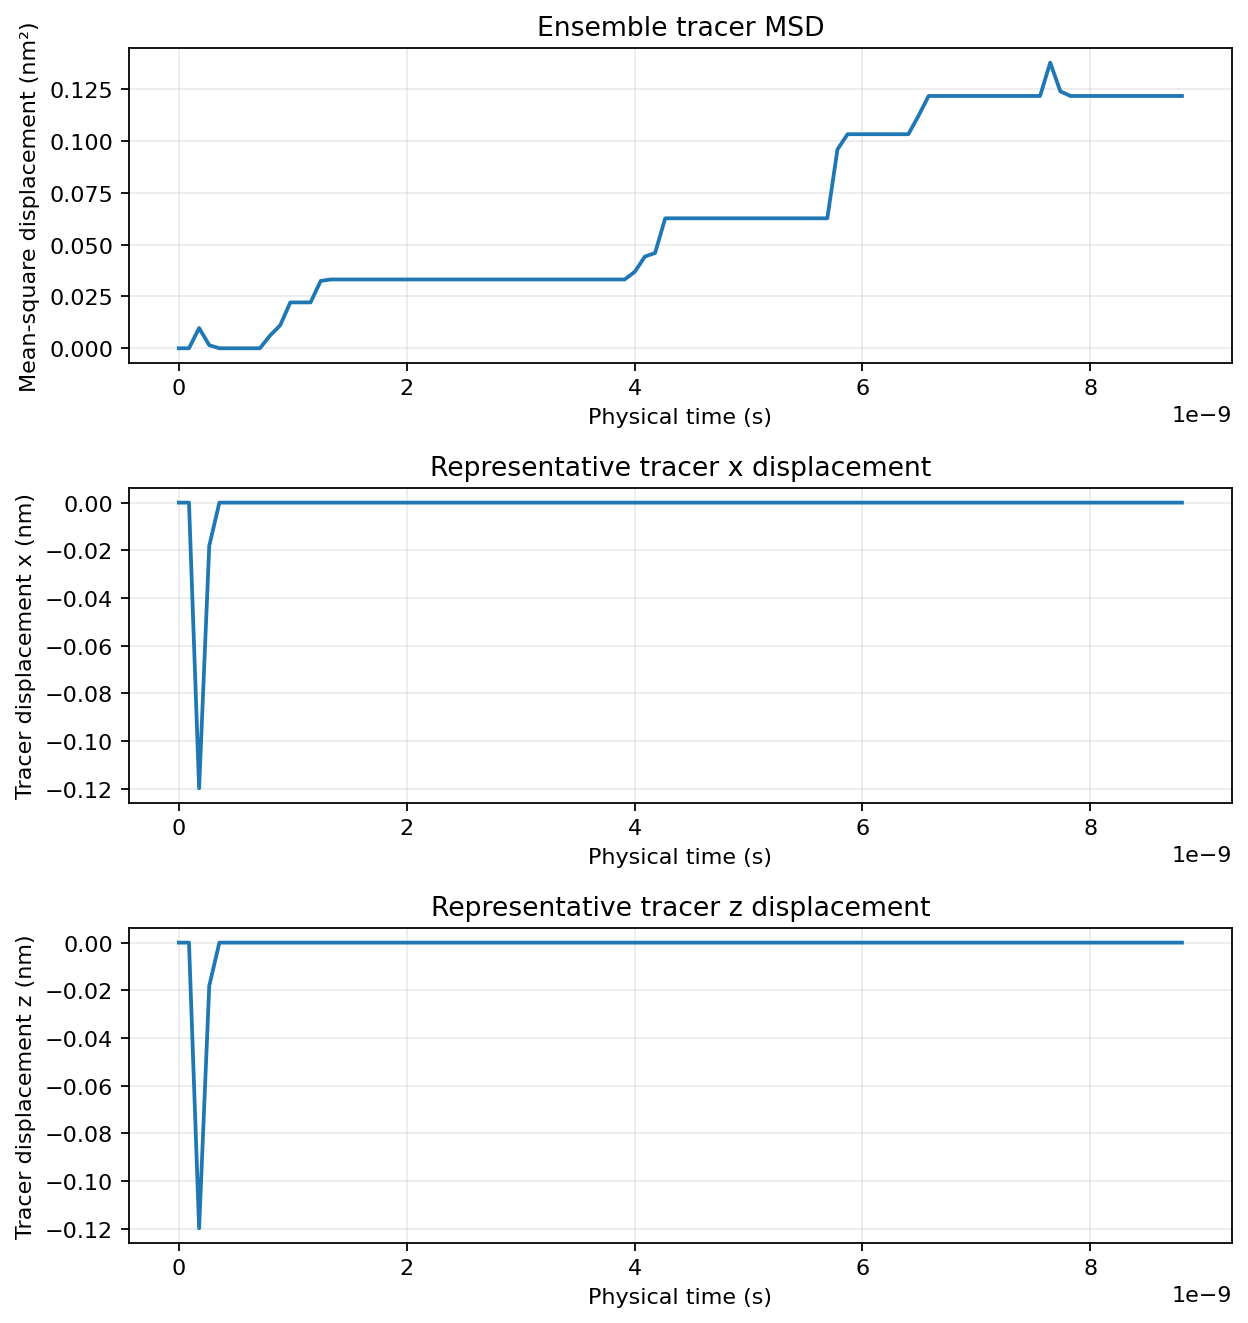 Ensemble tracer MSD
Mean-square displacement (nm²)
0.125
0.100
0.075
0.050
0.025
0.000
0 2 4 6 8
1e−9
Physical time (s)
Representative tracer x displacement
Tracer displacement x (nm)
0.00
−0.02
−0.04
−0.06
−0.08
−0.10
−0.12
0 2 4 6 8
1e−9
Physical time (s)
Representative tracer z displacement
Tracer displacement z (nm)
0.00
−0.02
−0.04
−0.06
−0.08
−0.10
−0.12
0 2 4 6 8
1e−9
Physical time (s)